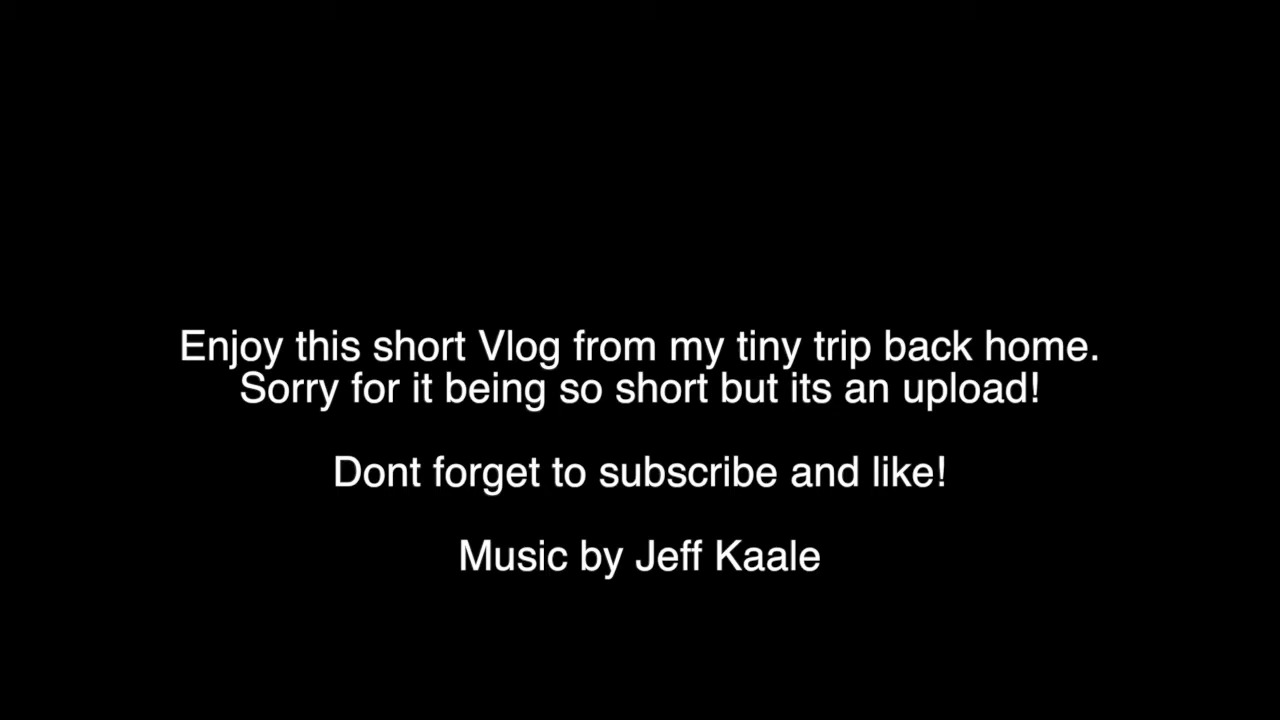 Enjoy this short Vlog from my tiny trip back home.
Sorry for it being so short but its an upload!
Dont forget to subscribe and like!
Music by Jeff Kaale